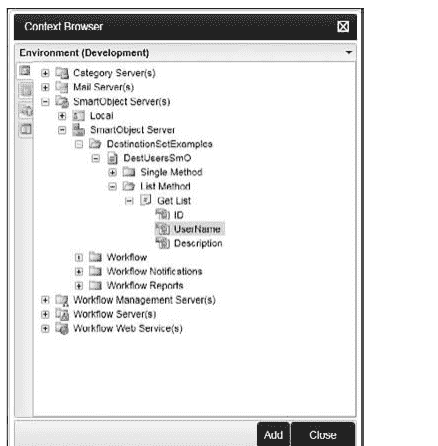 Context Browser
Environment (Development)
Category Server(s)
Mail Server(s)
SmartObject Server(s)
Local
SmartObject Server
DestinationSetExamples
DestUsersSmO
Single Method
List Method
Get List
ID
UserName
Description
Workflow
Workflow Notifications
Workflow Reports
Workflow Management Server(s)
Workflow Server(s)
Workflow Web Service(s)
Add Close